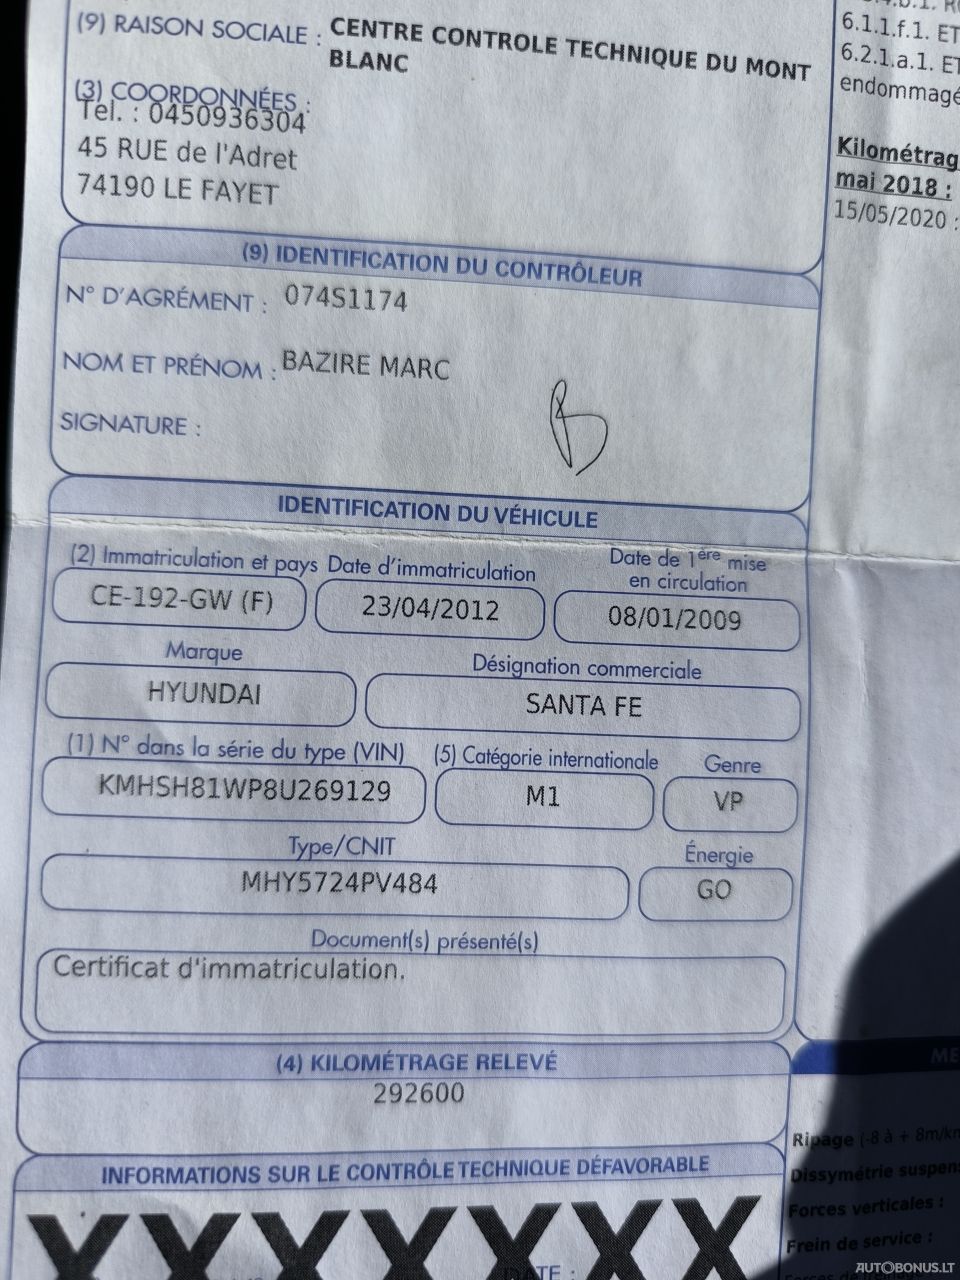 (9) RAISON SOCIALE : CENTRE CONTROLE TECHNIQUE DU MONT
BLANC
(3) COORDONNÉES :
Tel. : 0450936304
45 RUE de l'Adret
74190 LE FAYET
(9) IDENTIFICATION DU CONTRÔLEUR
N° D'AGRÉMENT : 074S1174
NOM ET PRÉNOM : BAZIRE MARC
SIGNATURE :
IDENTIFICATION DU VÉHICULE
(2) Immatriculation et pays Date d'immatriculation Date de 1ère mise
en circulation
CE-192-GW (F) 23/04/2012 08/01/2009
Marque Désignation commerciale
HYUNDAI SANTA FE
(1) N° dans la série du type (VIN) (5) Catégorie internationale Genre
KMHSH81WP8U269129 M1 VP
Type/CNIT Énergie
MHY5724PV484 GO
Document(s) présenté(s)
Certificat d'immatriculation.
(4) KILOMÉTRAGE RELEVÉ
292600
INFORMATIONS SUR LE CONTRÔLE TECHNIQUE DÉFAVORABLE
XXXXXXX
DATE :
6.1.1.f.1. ET
6.2.1.a.1. ET
endommagé
Kilométrag
mai 2018 :
15/05/2020 :
ME
Ripage (-8 à + 8m/km
Dissymétrie suspen
Forces verticales :
Frein de service :
AUTOBONUS.LT